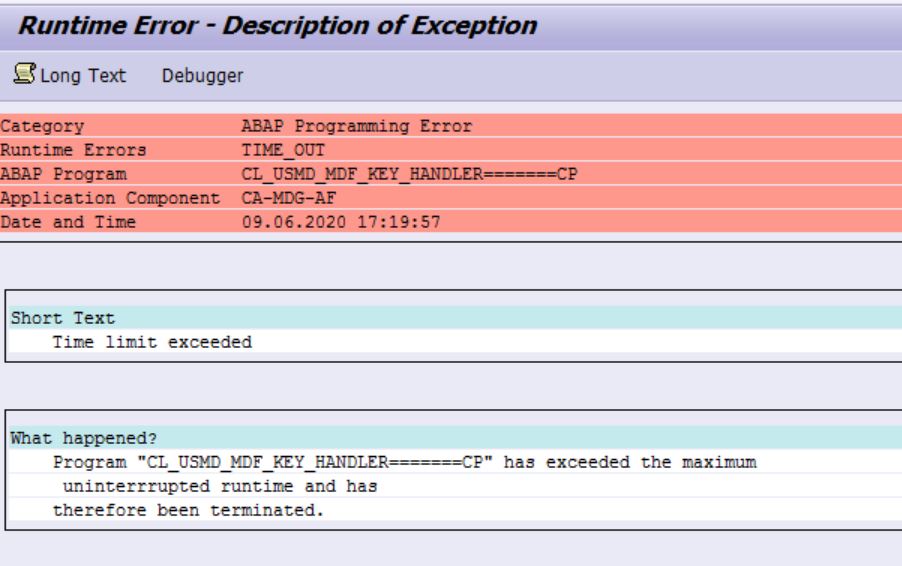 Runtime Error - Description of Exception
Long Text Debugger
Category ABAP Programming Error
Runtime Errors TIME_OUT
ABAP Program CL_USMD_MDF_KEY_HANDLER=======CP
Application Component CA-MDG-AF
Date and Time 09.06.2020 17:19:57
Short Text
Time limit exceeded
What happened?
Program "CL_USMD_MDF_KEY_HANDLER=======CP" has exceeded the maximum
uninterrrupted runtime and has
therefore been terminated.